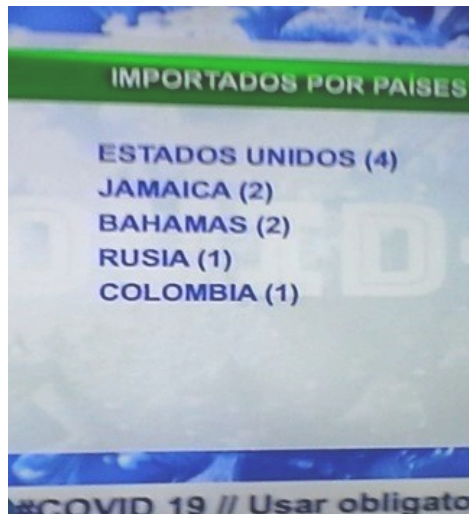 IMPORTADOS POR PAÍSES
ESTADOS UNIDOS (4)
JAMAICA (2)
BAHAMAS (2)
RUSIA (1)
COLOMBIA (1)
#COVID 19 // Usar obligato